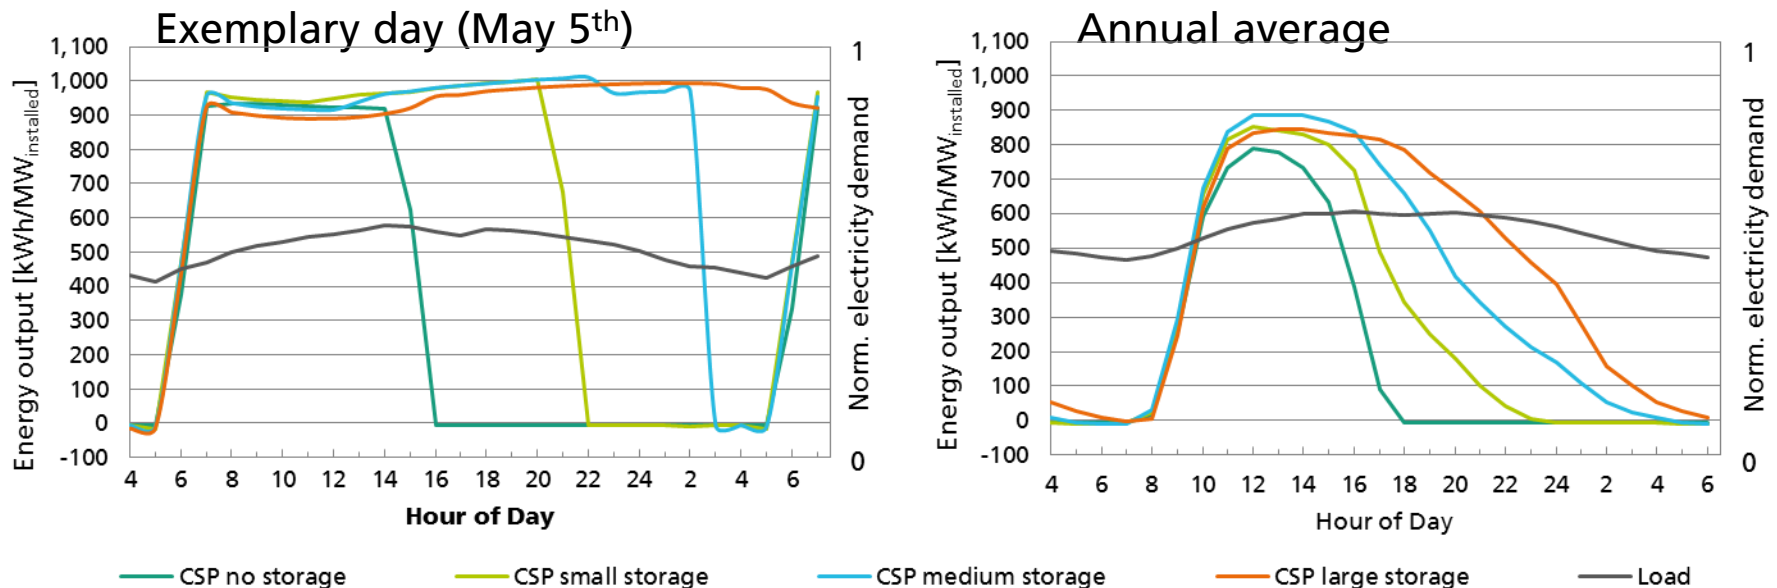 Exemplary day (May 5th)
1,100
1,000
900
800
700
600
500
400
300
200
100
0
-100
Energy output [kWh/MWinstalled]
1
0
Norm. electricity demand
4 6 8 10 12 14 16 18 20 22 24 2 4 6
Hour of Day
Annual average
1,100
1,000
900
800
700
600
500
400
300
200
100
0
-100
Energy output [kWh/MWinstalled]
1
0
Norm. electricity demand
4 6 8 10 12 14 16 18 20 22 24 2 4 6
Hour of Day
CSP no storage CSP small storage CSP medium storage CSP large storage Load